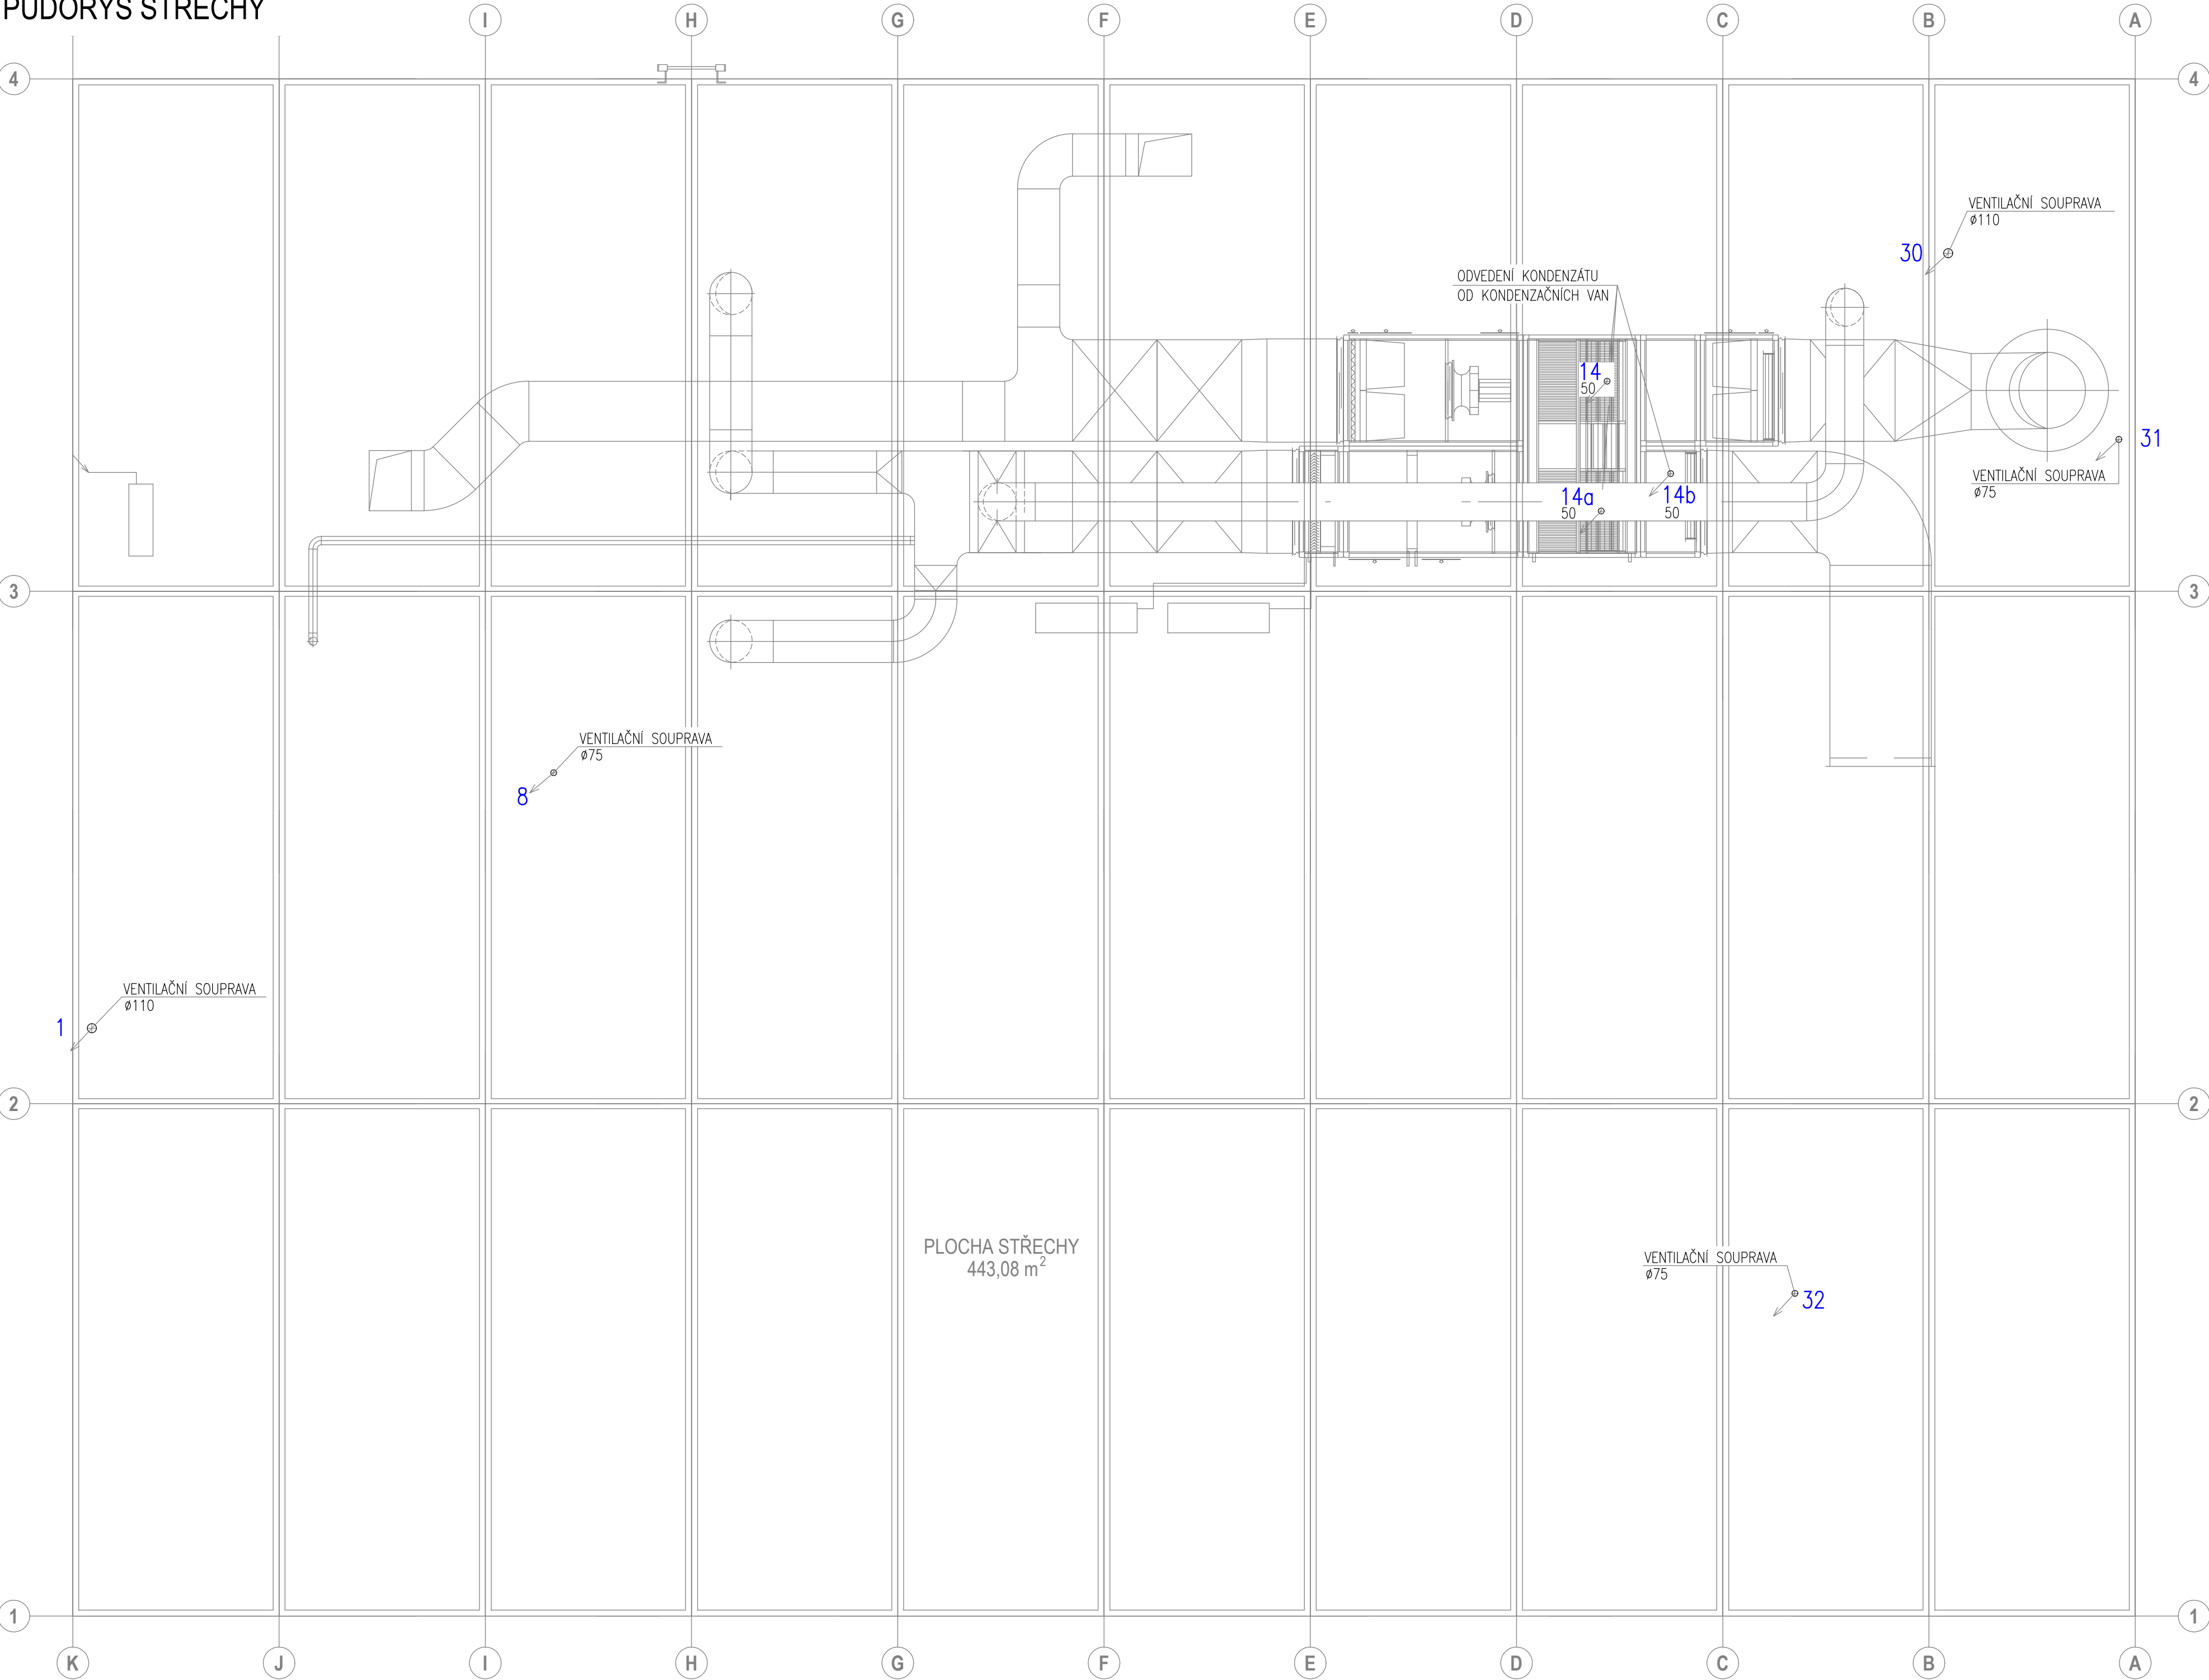 PŮDORYS STŘECHY
I H G F E D C B A
4 4
VENTILAČNÍ SOUPRAVA
ø110
30
ODVEDENÍ KONDENZÁTU
OD KONDENZAČNÍCH VAN
14
50
31
VENTILAČNÍ SOUPRAVA
ø75
14a
50
14b
50
3 3
VENTILAČNÍ SOUPRAVA
ø75
8
VENTILAČNÍ SOUPRAVA
ø110
1
2 2
PLOCHA STŘECHY
443,08 m²
VENTILAČNÍ SOUPRAVA
ø75
32
1 1
K J I H G F E D C B A